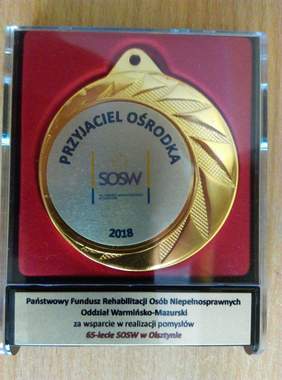 PRZYJACIEL OŚRODKA
SOSW
2018
Państwowy Fundusz Rehabilitacji Osób Niepełnosprawnych
Oddział Warmińsko-Mazurski
za wsparcie w realizacji pomysłów
65-lecie SOSW w Olsztynie